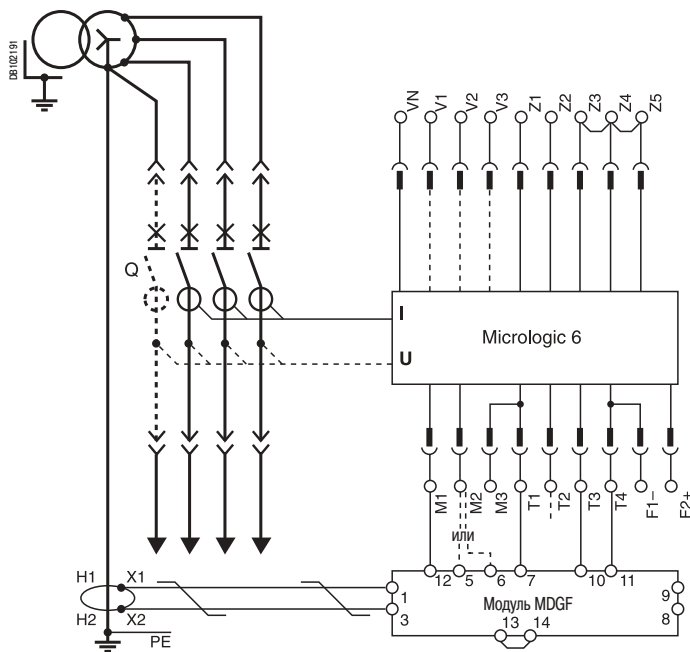 DB102191
VN V1 V2 V3 Z1 Z2 Z3 Z4 Z5
Q
I
Micrologic 6
U
M1 M2 M3 T1 T2 T3 T4 F1– F2+
или
H1 X1
12 5 6 7 10 11
1
Модуль MDGF
9
H2 X2
3
8
13 14
PE